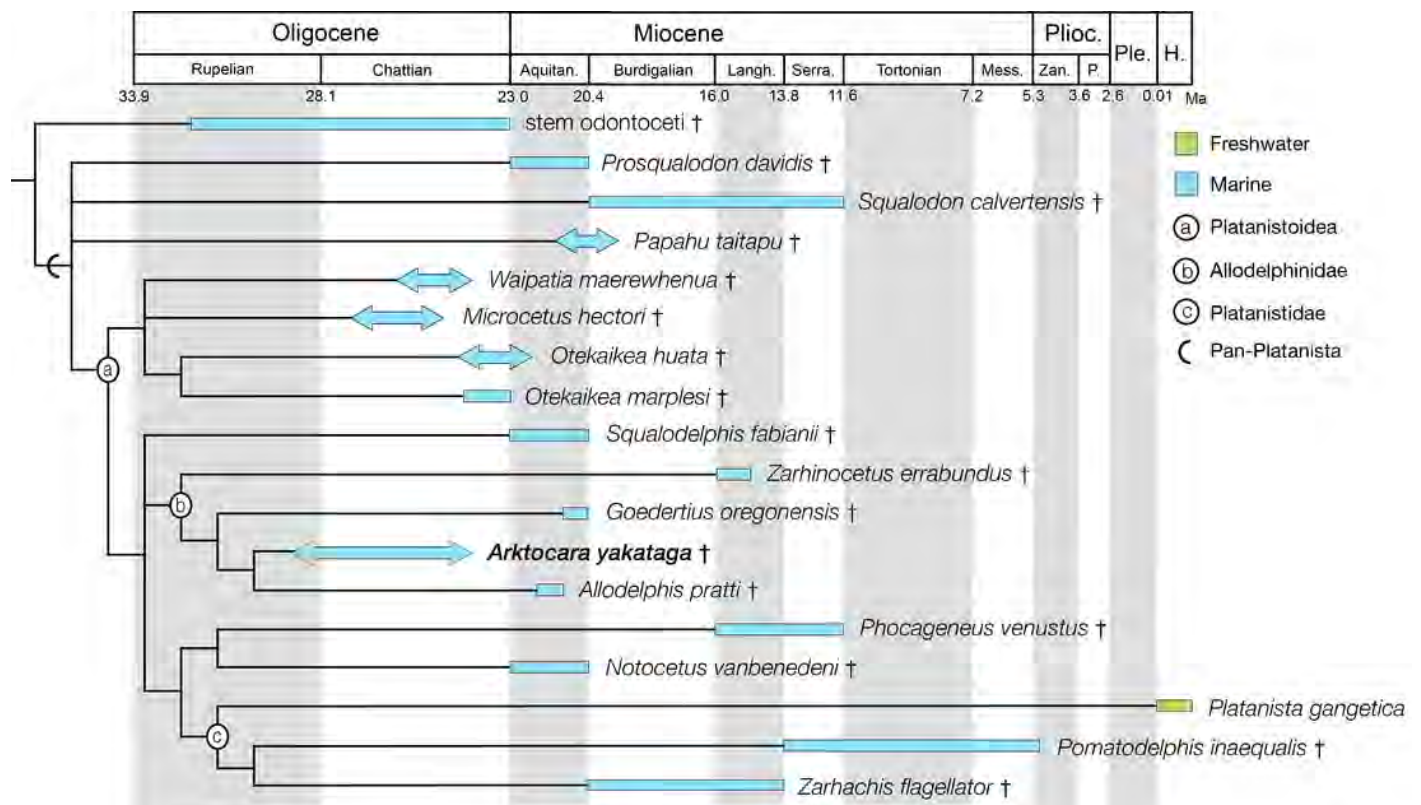 Oligocene Miocene Plioc. Ple. H.
Rupelian Chattian Aquitan. Burdigalian Langh. Serra. Tortonian Mess. Zan. P.
33.9 28.1 23.0 20.4 16.0 13.8 11.6 7.2 5.3 3.6 2.6 0.01 Ma
stem odontoceti †
Prosqualodon davidis †
Squalodon calvertensis †
Papahu taitapu †
Waipatia maerewhenua †
Microcetus hectori †
Otekaikea huata †
Otekaikea marplesi †
Squalodelphis fabianii †
Zarhinocetus errabundus †
Goedertius oregonensis †
Arktocara yakataga †
Allodelphis pratti †
Phocageneus venustus †
Notocetus vanbenedeni †
Platanista gangetica
Pomatodelphis inaequalis †
Zarhachis flagellator †
a
b
c
Freshwater
Marine
a Platanistoidea
b Allodelphinidae
c Platanistidae
Pan-Platanista